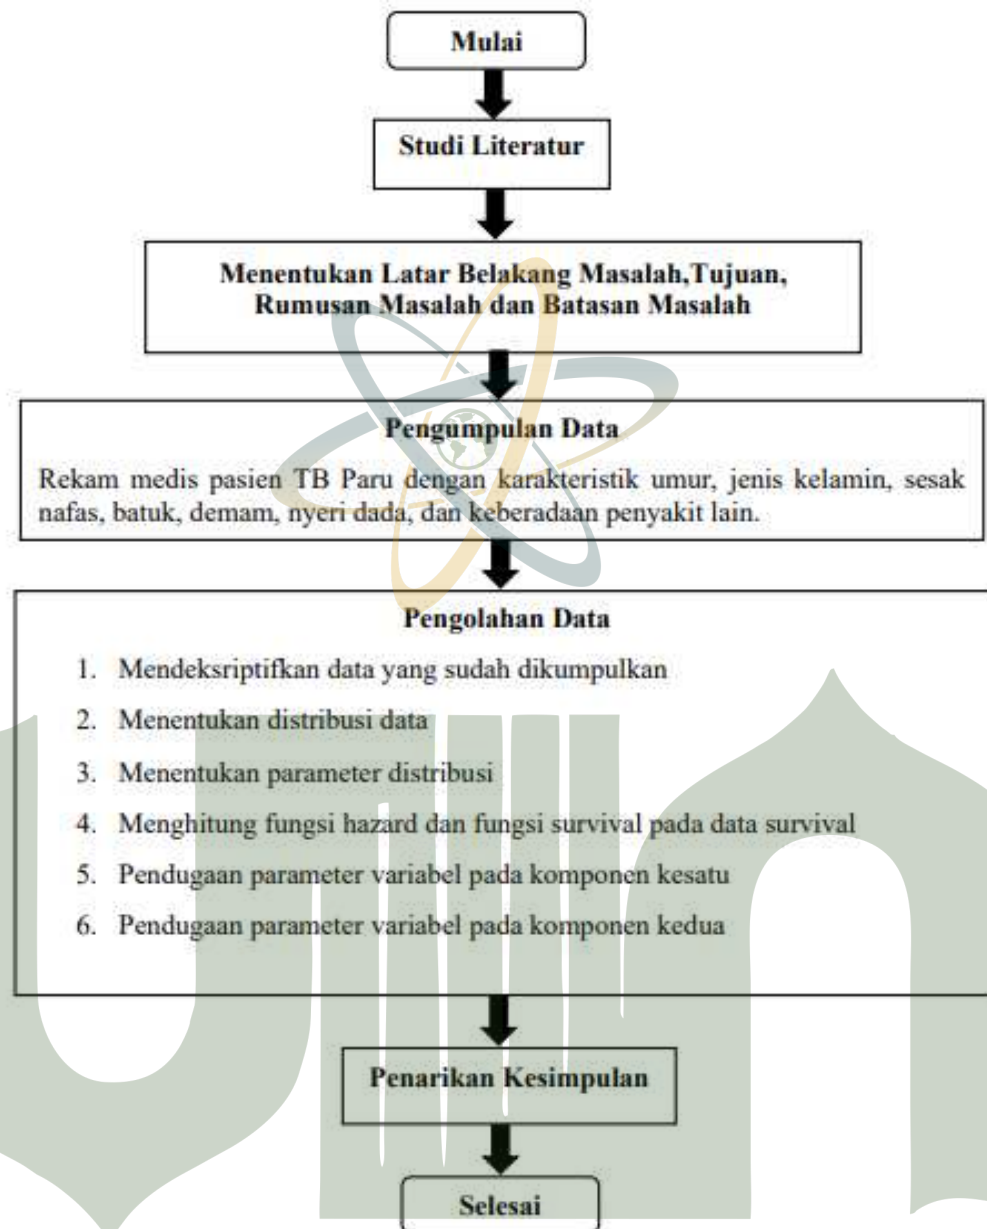 Mulai
Studi Literatur
Menentukan Latar Belakang Masalah,Tujuan,
Rumusan Masalah dan Batasan Masalah
Pengumpulan Data
Rekam medis pasien TB Paru dengan karakteristik umur, jenis kelamin, sesak
nafas, batuk, demam, nyeri dada, dan keberadaan penyakit lain.
Pengolahan Data
1. Mendeksriptifkan data yang sudah dikumpulkan
2. Menentukan distribusi data
3. Menentukan parameter distribusi
4. Menghitung fungsi hazard dan fungsi survival pada data survival
5. Pendugaan parameter variabel pada komponen kesatu
6. Pendugaan parameter variabel pada komponen kedua
Penarikan Kesimpulan
Selesai